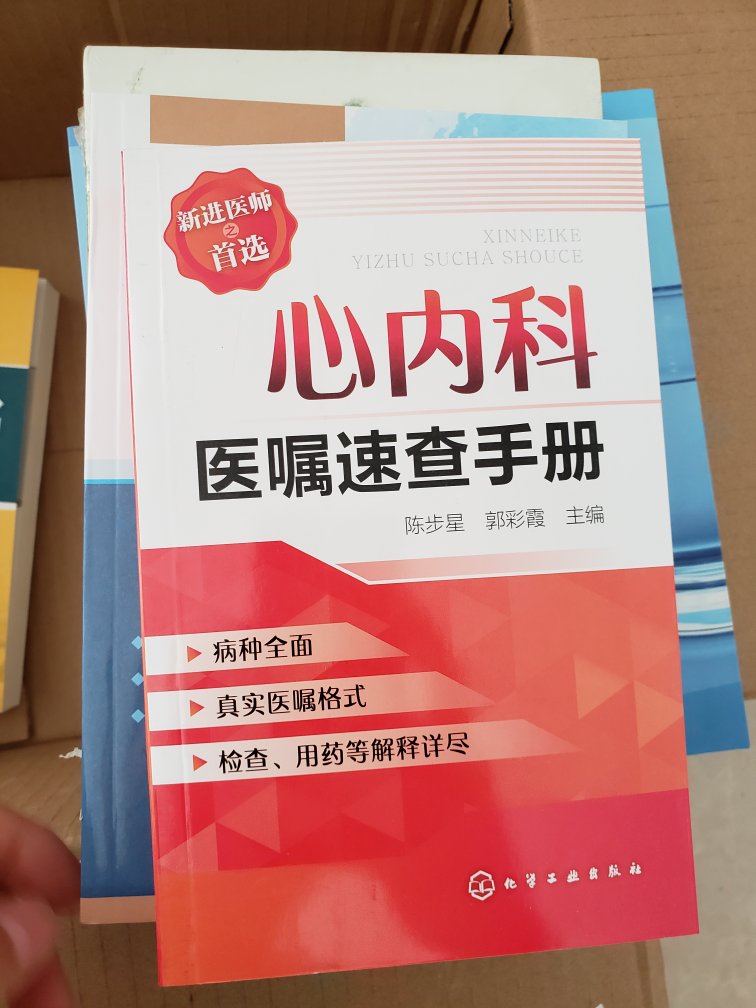 新进医师
之
首选
XINNEIKE
YIZHU SUCHA SHOUCE
心内科
医嘱速查手册
陈步星 郭彩霞 主编
病种全面
真实医嘱格式
检查、用药等解释详尽
化学工业出版社